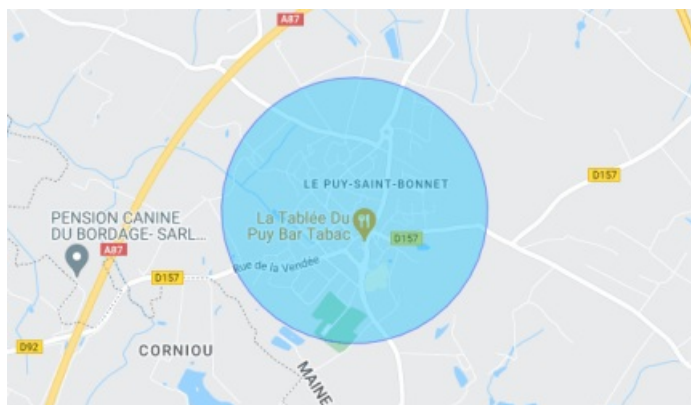 A87
D157
LE PUY-SAINT-BONNET
PENSION CANINE
DU BORDAGE- SARL...
La Tablée Du
Puy Bar Tabac
A87
D157
Rue de la Vendée
D157
D92
CORNIOU
MAINE